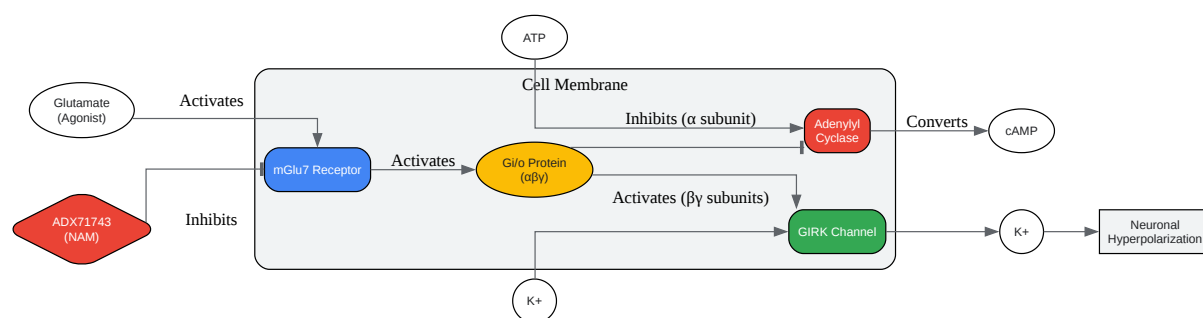 ATP
Cell Membrane
Glutamate
(Agonist)
Activates
Inhibits (α subunit)
Adenylyl
Cyclase
Converts
cAMP
mGlu7 Receptor
Activates
Gi/o Protein
(αβγ)
ADX71743
(NAM)
Inhibits
Activates (βγ subunits)
GIRK Channel
K+
Neuronal
Hyperpolarization
K+